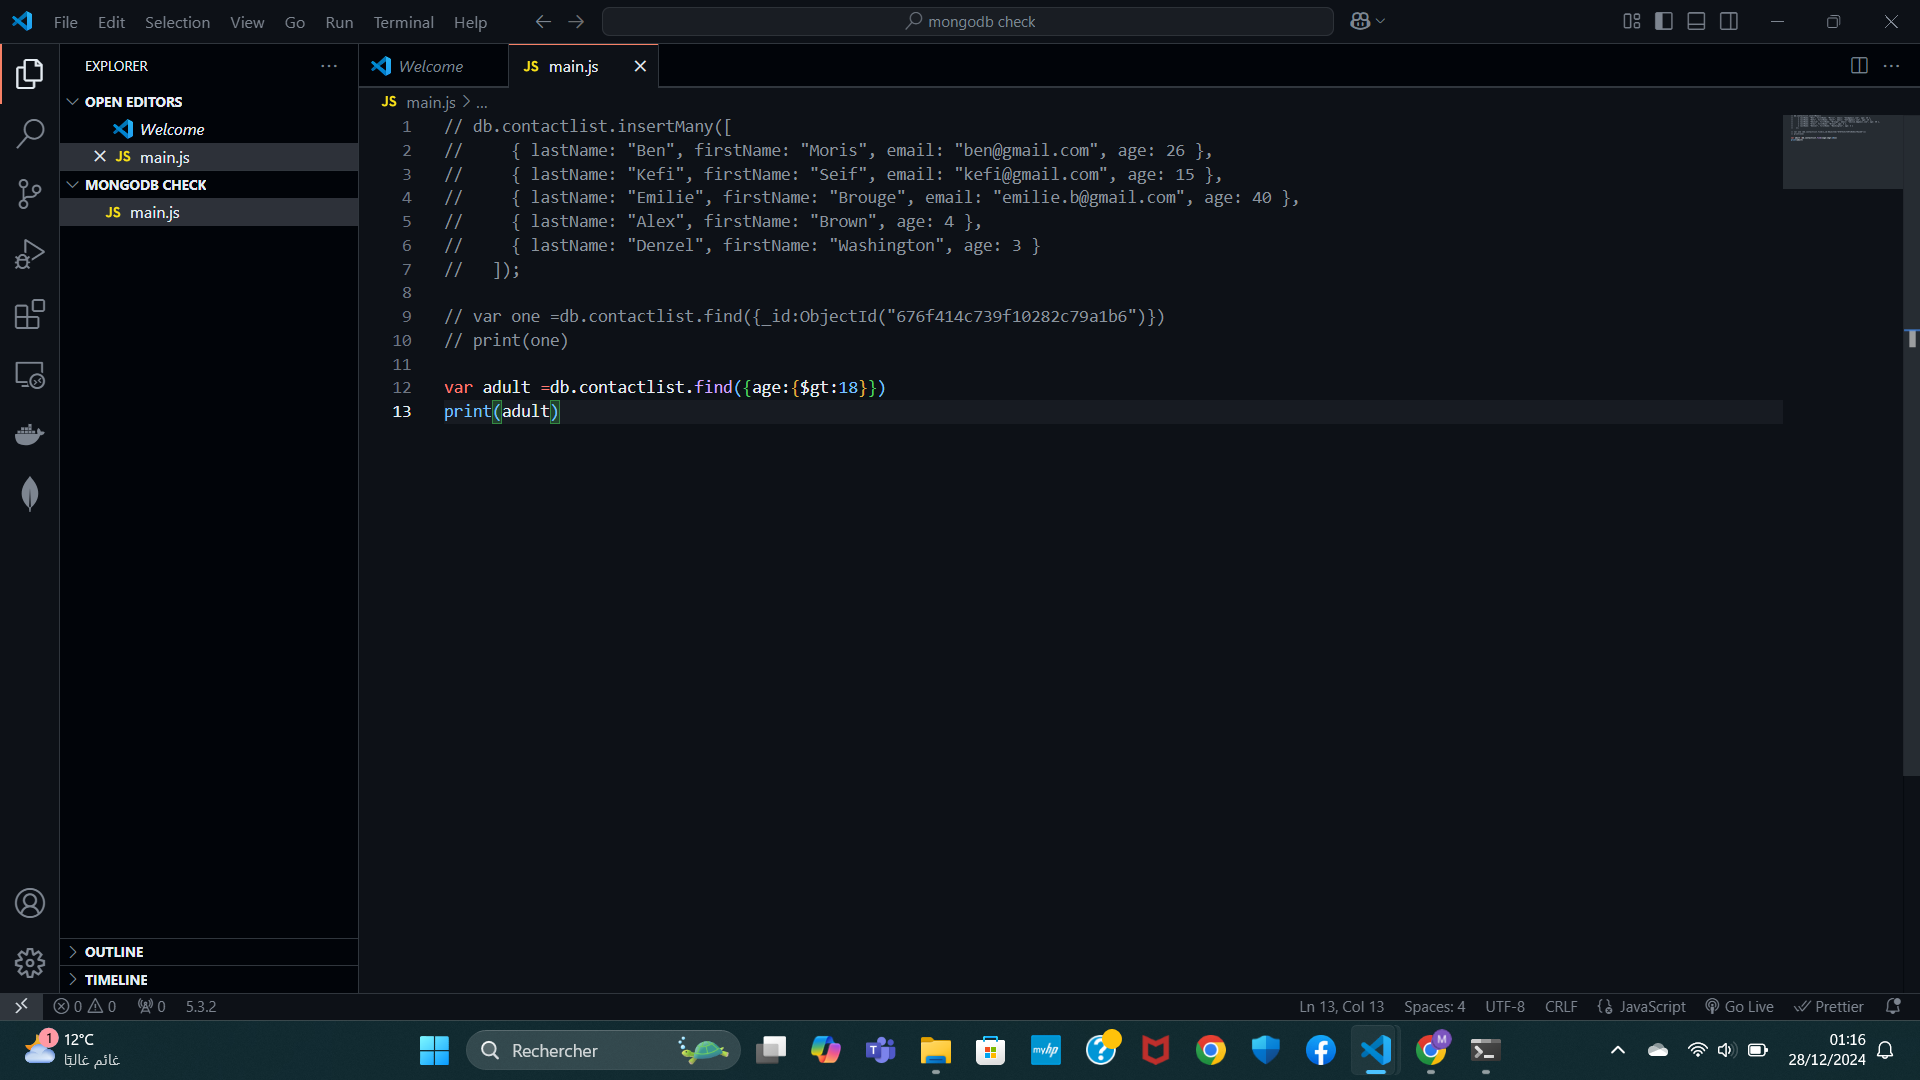 File Edit Selection View Go Run Terminal Help
mongodb check
EXPLORER
OPEN EDITORS
Welcome
JS main.js
MONGODB CHECK
JS main.js
OUTLINE
TIMELINE
Welcome
JS main.js
JS main.js > ...
1 // db.contactlist.insertMany([
2 //     { lastName: "Ben", firstName: "Moris", email: "ben@gmail.com", age: 26 },
3 //     { lastName: "Kefi", firstName: "Seif", email: "kefi@gmail.com", age: 15 },
4 //     { lastName: "Emilie", firstName: "Brouge", email: "emilie.b@gmail.com", age: 40 },
5 //     { lastName: "Alex", firstName: "Brown", age: 4 },
6 //     { lastName: "Denzel", firstName: "Washington", age: 3 }
7 //   ]);
8
9 // var one =db.contactlist.find({_id:ObjectId("676f414c739f10282c79a1b6")})
10 // print(one)
11
12 var adult =db.contactlist.find({age:{$gt:18}})
13 print(adult)
0 0 0 5.3.2
Ln 13, Col 13 Spaces: 4 UTF-8 CRLF JavaScript Go Live Prettier
1
12°C
غائم غالبًا
Rechercher
myhp
M
01:16
28/12/2024